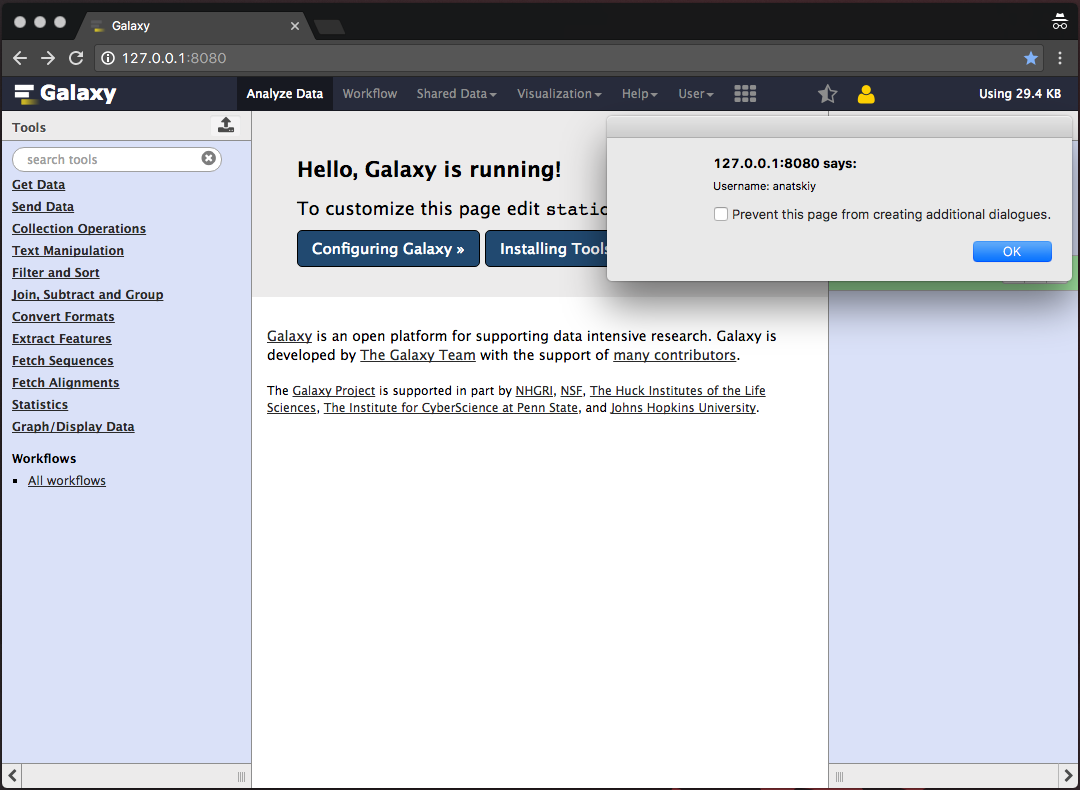 Galaxy
127.0.0.1:8080
Galaxy
Analyze Data
Workflow
Shared Data
Visualization
Help
User
Using 29.4 KB
Tools
search tools
Get Data
Send Data
Collection Operations
Text Manipulation
Filter and Sort
Join, Subtract and Group
Convert Formats
Extract Features
Fetch Sequences
Fetch Alignments
Statistics
Graph/Display Data
Workflows
All workflows
Hello, Galaxy is running!
To customize this page edit static
Configuring Galaxy »
Installing Tools
Galaxy is an open platform for supporting data intensive research. Galaxy is
developed by The Galaxy Team with the support of many contributors.
The Galaxy Project is supported in part by NHGRI, NSF, The Huck Institutes of the Life
Sciences, The Institute for CyberScience at Penn State, and Johns Hopkins University.
127.0.0.1:8080 says:
Username: anatskiy
Prevent this page from creating additional dialogues.
OK